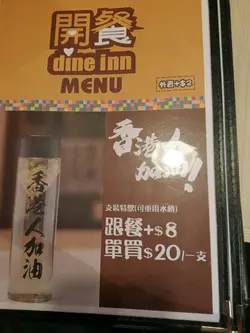 開餐
dine inn
MENU
外賣+$2
香港人
加油!
支裝特飲(可重用水樽)
跟餐+$8
單買$20/一支
香港人加油